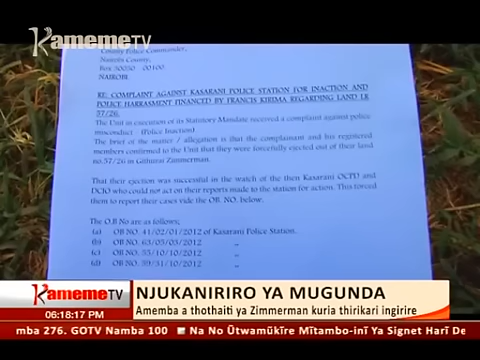 KamemeTV
County Police Commander,
Nairobi County,
Box 30050 00100
NAIROBI.
RE: COMPLAINT AGAINST KASARANI POLICE STATION FOR INACTION AND
POLICE HARRASMENT FINANCED BY FRANCIS KIRIMA REGARDING LAND LR
57/26.
The Unit in execution of its Statutory Mandate received a complaint against police
misconduct – (Police Inaction)
The brief of the matter / allegation is that the complainant and his registered
members confirmed to the Unit that they were forcefully ejected out of their land
no.57/26 in Githurai Zimmerman.
That their ejection was successful in the watch of the then Kasarani OCPD and
DCIO who could not act on their reports made to the station for action. This forced
them to report their cases vide the OB. NO. below.
The O.B No are as follows;
(a) OB NO. 41/02/01/2012 of Kasarani Police Station.
(b) OB NO. 63/05/03/2012 „
(c) OB NO. 55/10/10/2012 „
(d) OB NO. 59/31/10/2012 „
KamemeTV
NJUKANIRIRO YA MUGUNDA
Amemba a thothaiti ya Zimmerman kuria thirikari ingirire
06:18:17 PM
mba 276. GOTV Namba 100 Na No Ũtwamũkĩre Mĩtambo-inĩ Ya Signet Harĩ De